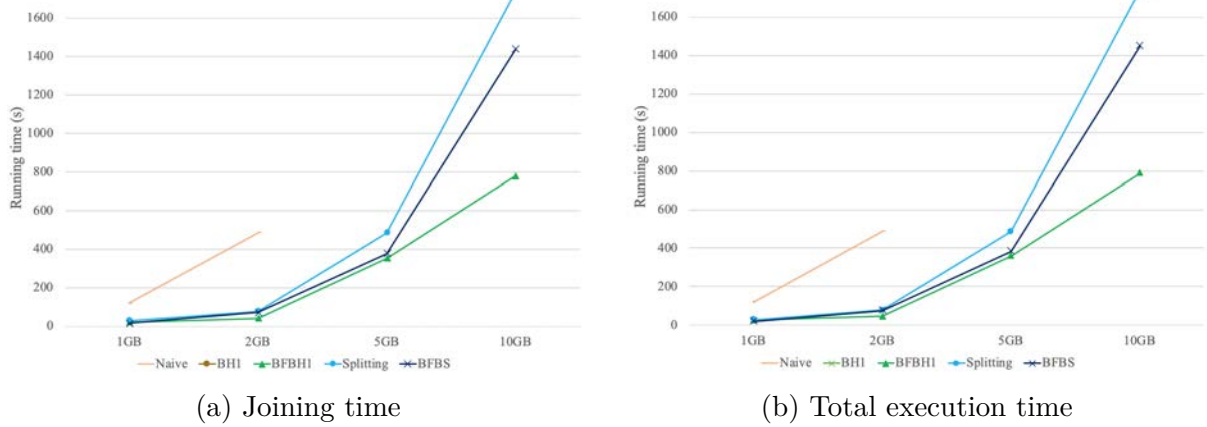 1600
1400
1200
1000
800
600
400
200
0
Running time (s)
1GB 2GB 5GB 10GB
Naive BH1 BFBH1 Splitting BFBS
(a) Joining time
1600
1400
1200
1000
800
600
400
200
0
Running time (s)
1GB 2GB 5GB 10GB
Naive BH1 BFBH1 Splitting BFBS
(b) Total execution time